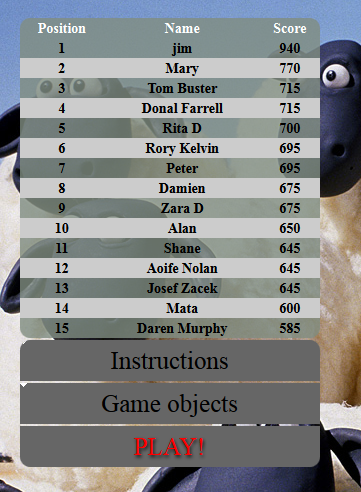 Position Name Score
1 jim 940
2 Mary 770
3 Tom Buster 715
4 Donal Farrell 715
5 Rita D 700
6 Rory Kelvin 695
7 Peter 695
8 Damien 675
9 Zara D 675
10 Alan 650
11 Shane 645
12 Aoife Nolan 645
13 Josef Zacek 645
14 Mata 600
15 Daren Murphy 585
Instructions
Game objects
PLAY!